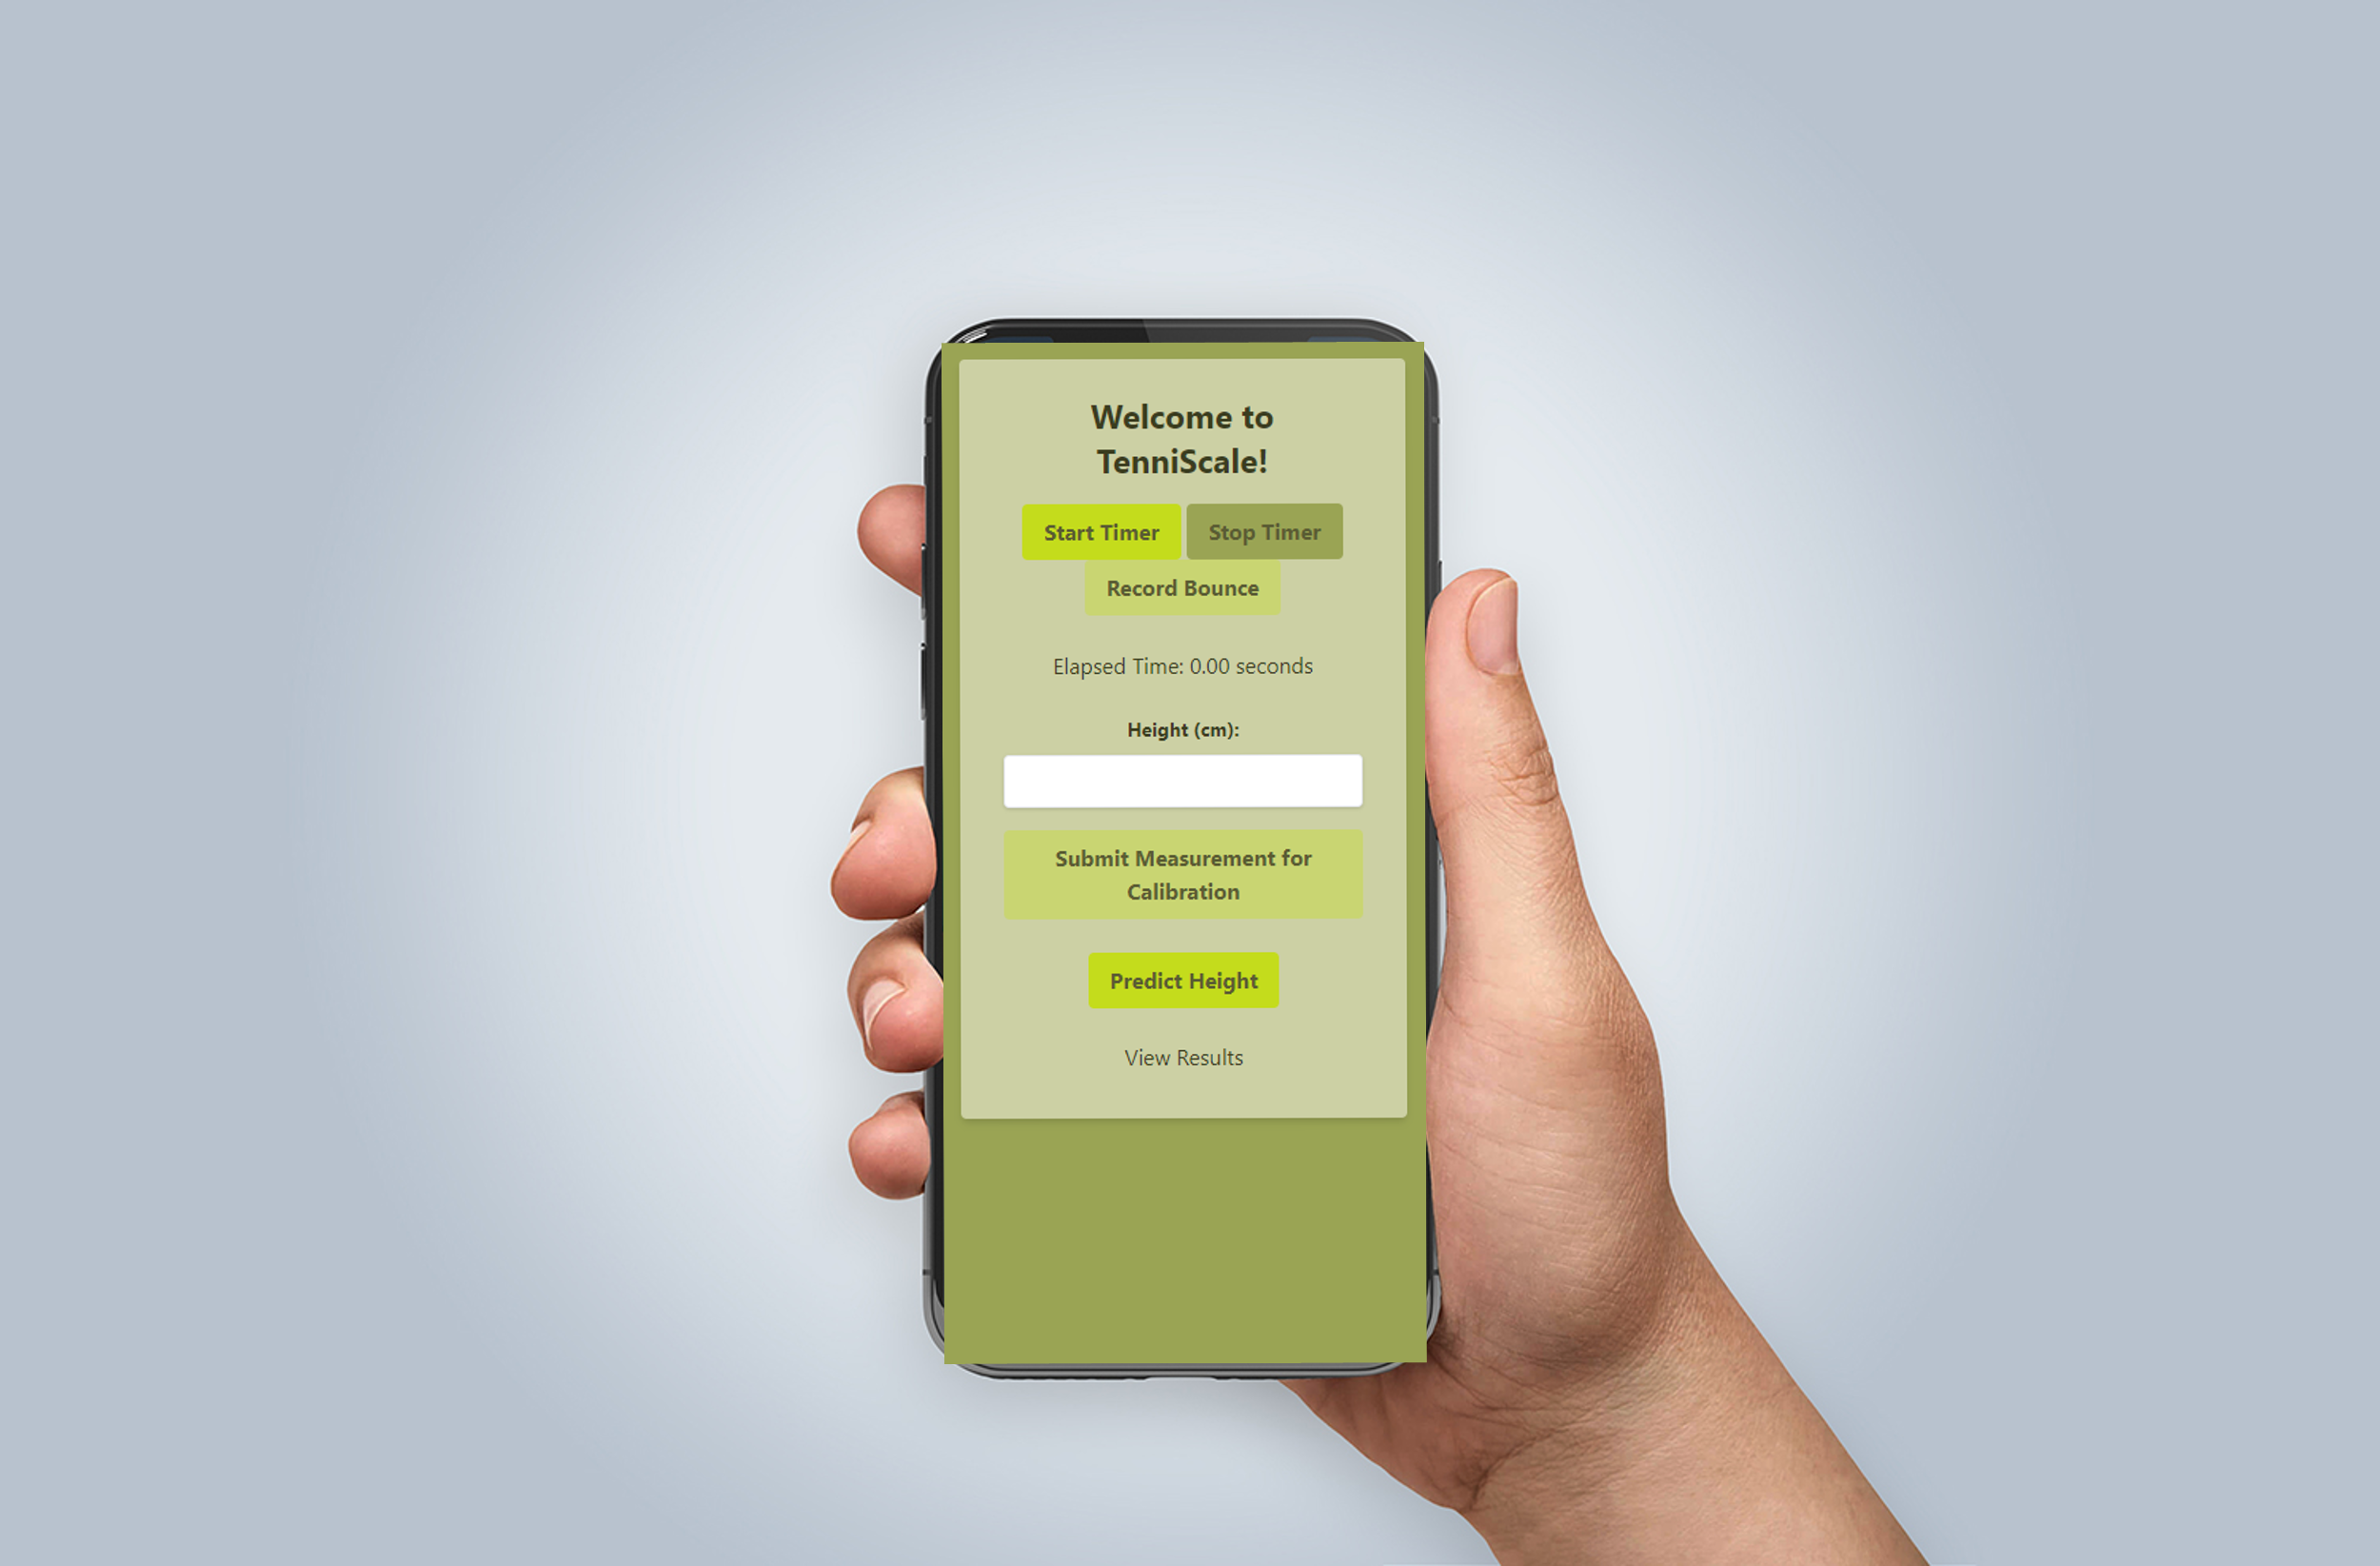 Welcome to
TenniScale!
Start Timer Stop Timer
Record Bounce
Elapsed Time: 0.00 seconds
Height (cm):
Submit Measurement for
Calibration
Predict Height
View Results